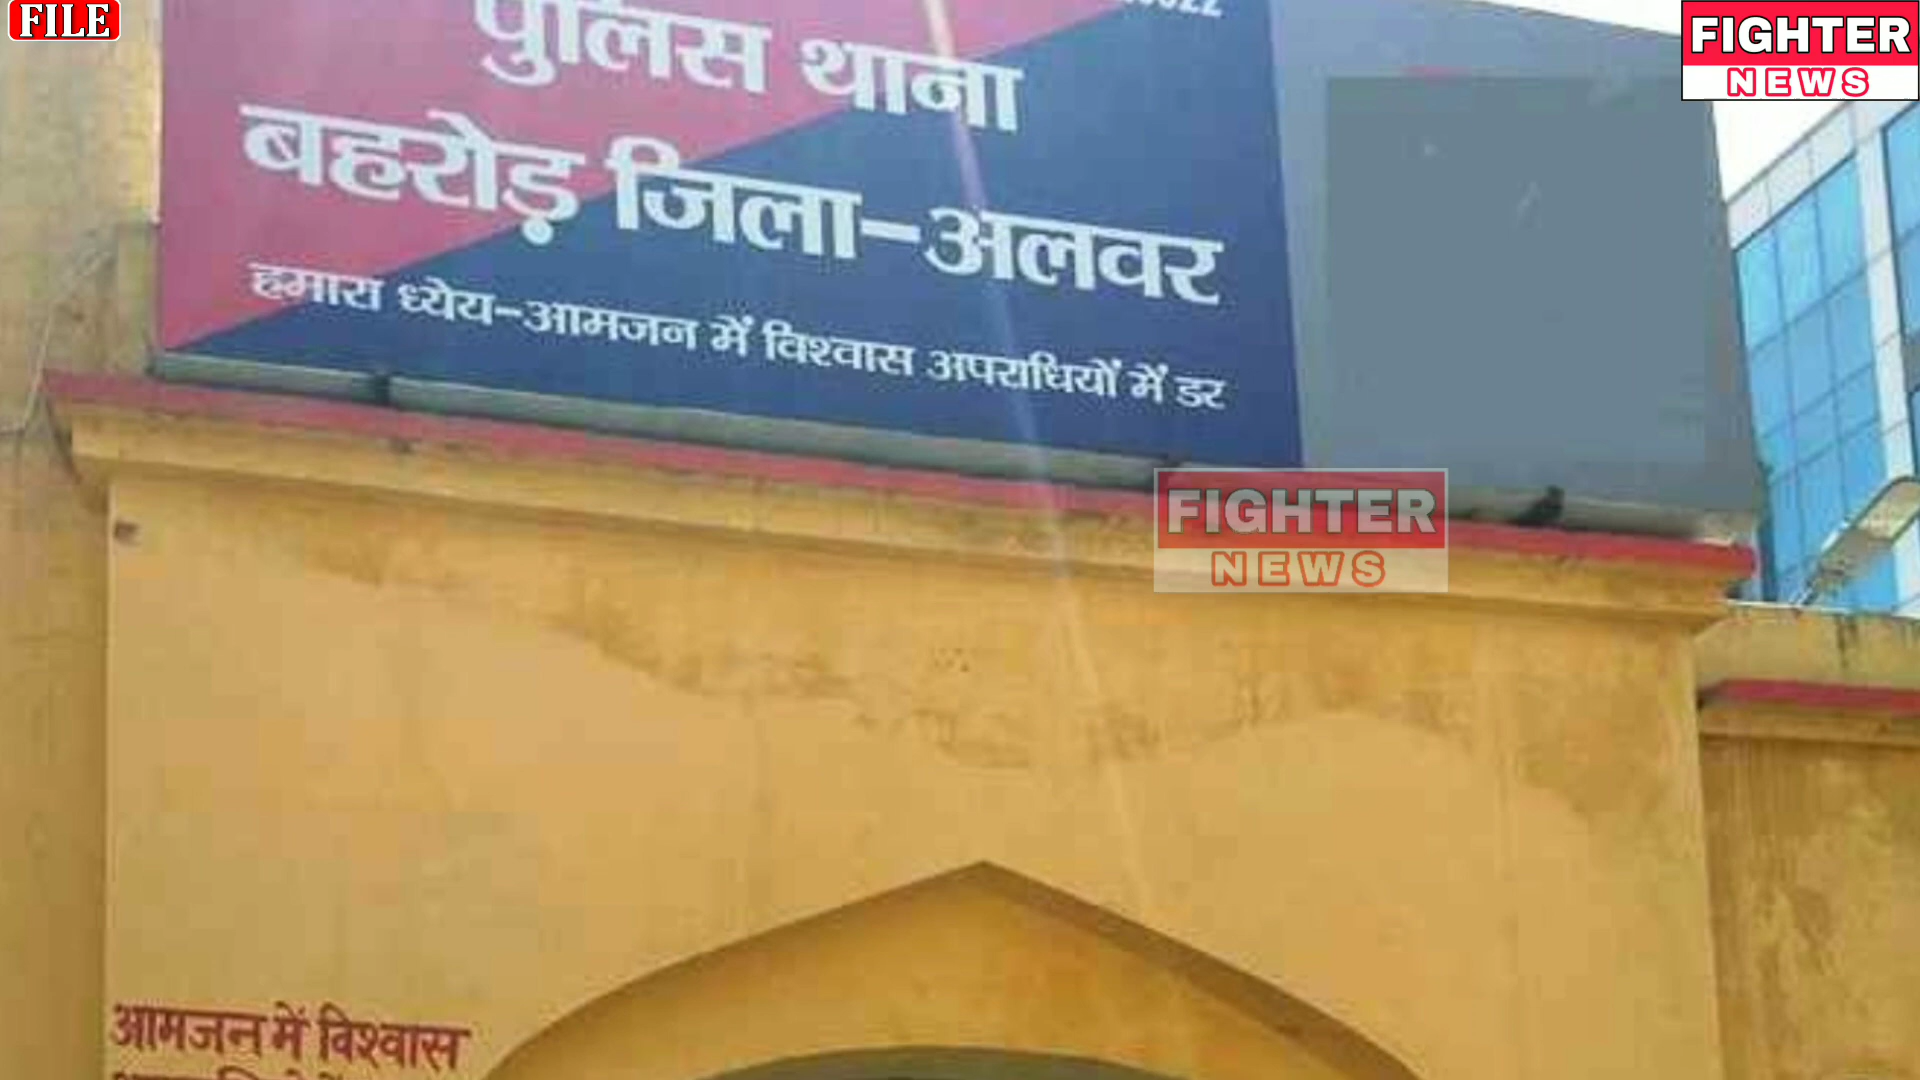 FILE
FIGHTER
NEWS
पुलिस थाना
बहरोड़ जिला-अलवर
हमारा ध्येय-आमजन में विश्वास अपराधियों में डर
FIGHTER
NEWS
आमजन में विश्वास